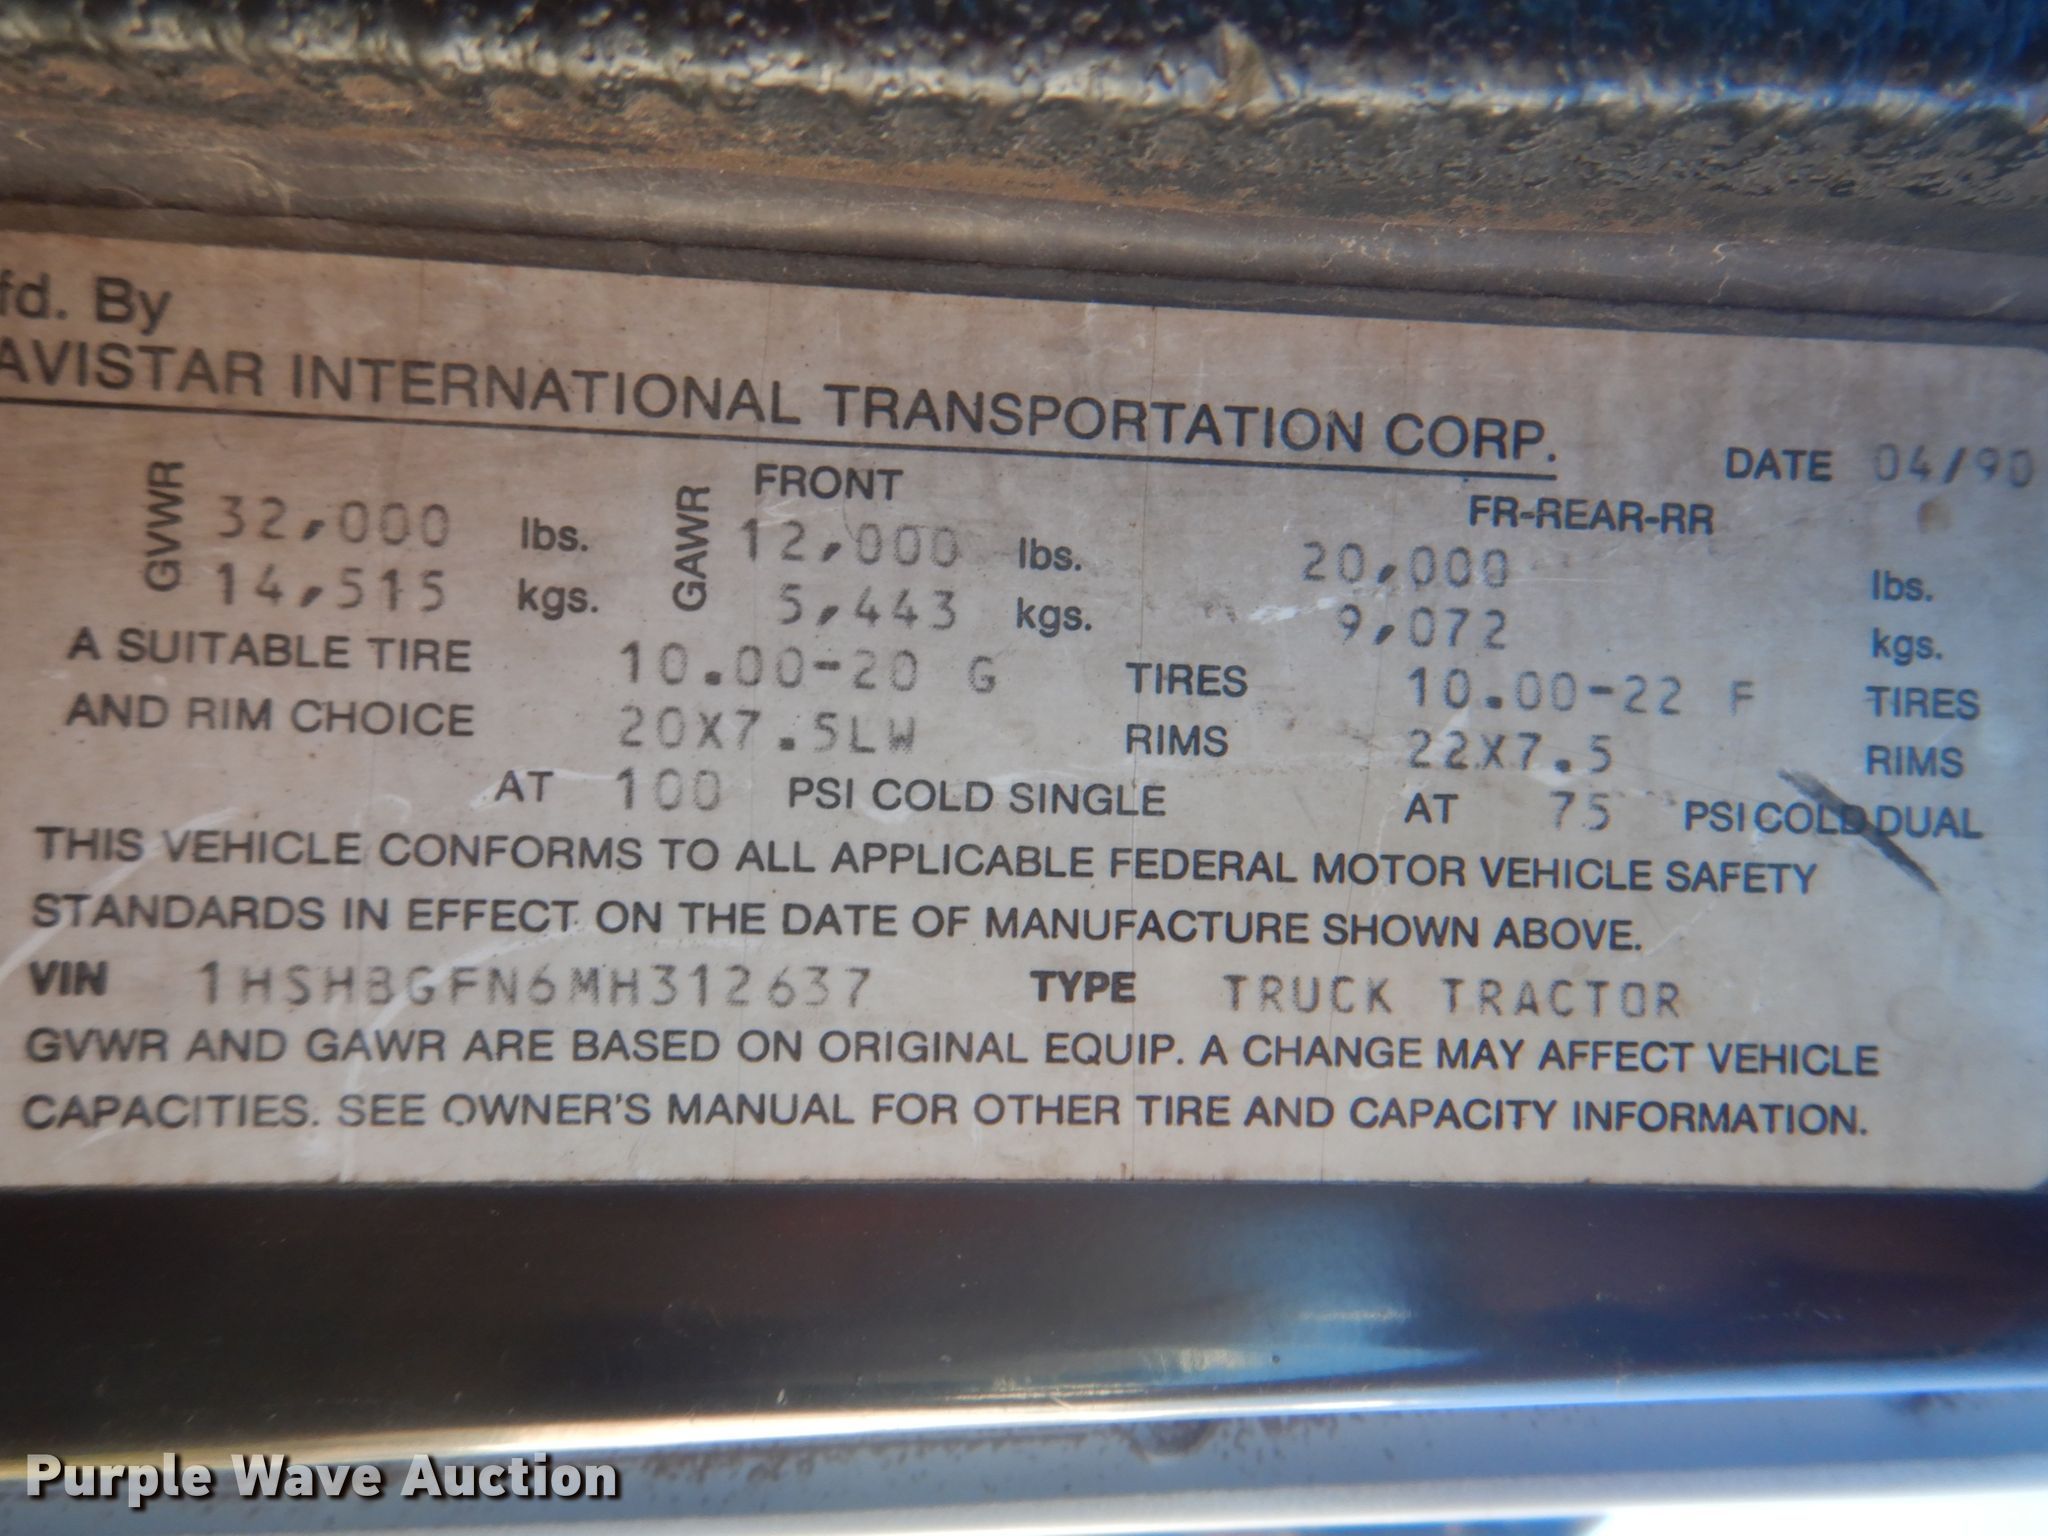 fd. By
AVISTAR INTERNATIONAL TRANSPORTATION CORP.
DATE 04/90
GVWR 32,000 lbs. GAWR FRONT 12,000 lbs. FR-REAR-RR 20,000 lbs.
14,515 kgs. 5,443 kgs. 9,072 kgs.
A SUITABLE TIRE 10.00-20 G TIRES 10.00-22 F TIRES
AND RIM CHOICE 20X7.5LW RIMS 22X7.5 RIMS
AT 100 PSI COLD SINGLE AT 75 PSI COLD DUAL
THIS VEHICLE CONFORMS TO ALL APPLICABLE FEDERAL MOTOR VEHICLE SAFETY
STANDARDS IN EFFECT ON THE DATE OF MANUFACTURE SHOWN ABOVE.
VIN 1HSHBGFN6MH312637 TYPE TRUCK TRACTOR
GVWR AND GAWR ARE BASED ON ORIGINAL EQUIP. A CHANGE MAY AFFECT VEHICLE
CAPACITIES. SEE OWNER'S MANUAL FOR OTHER TIRE AND CAPACITY INFORMATION.
Purple Wave Auction